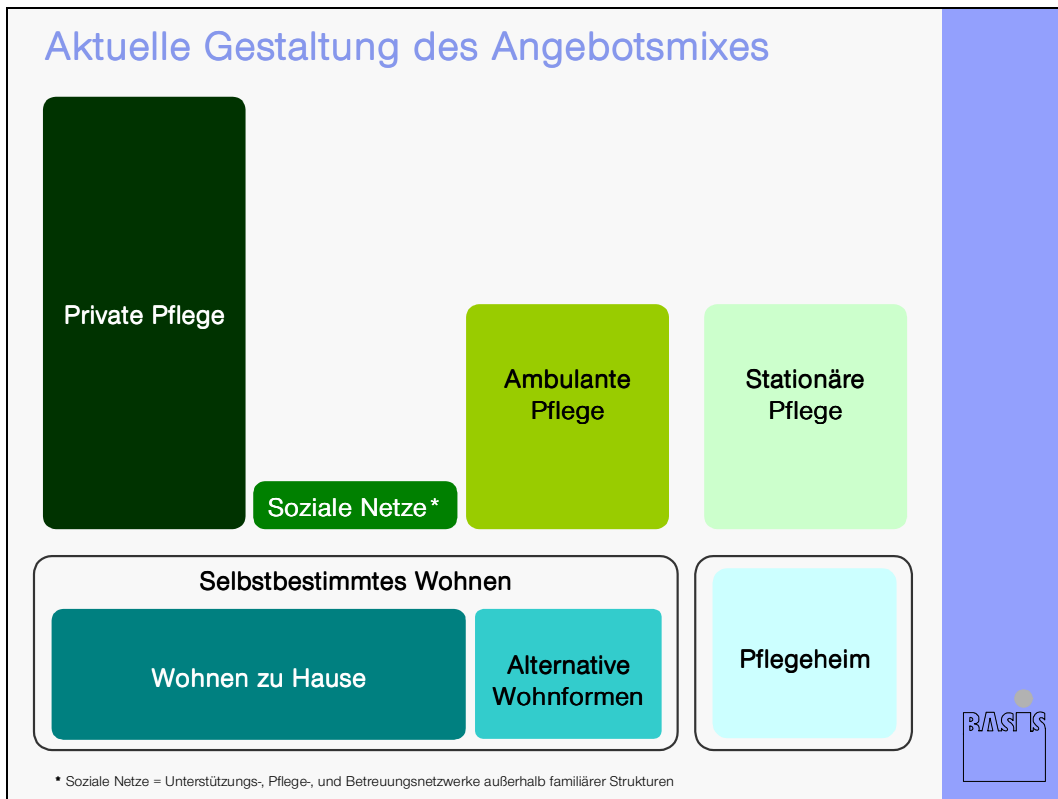 Aktuelle Gestaltung des Angebotsmixes
Private Pflege
Soziale Netze*
Ambulante
Pflege
Stationäre
Pflege
Selbstbestimmtes Wohnen
Wohnen zu Hause
Alternative
Wohnformen
Pflegeheim
* Soziale Netze = Unterstützungs-, Pflege-, und Betreuungsnetzwerke außerhalb familiärer Strukturen
BASIS